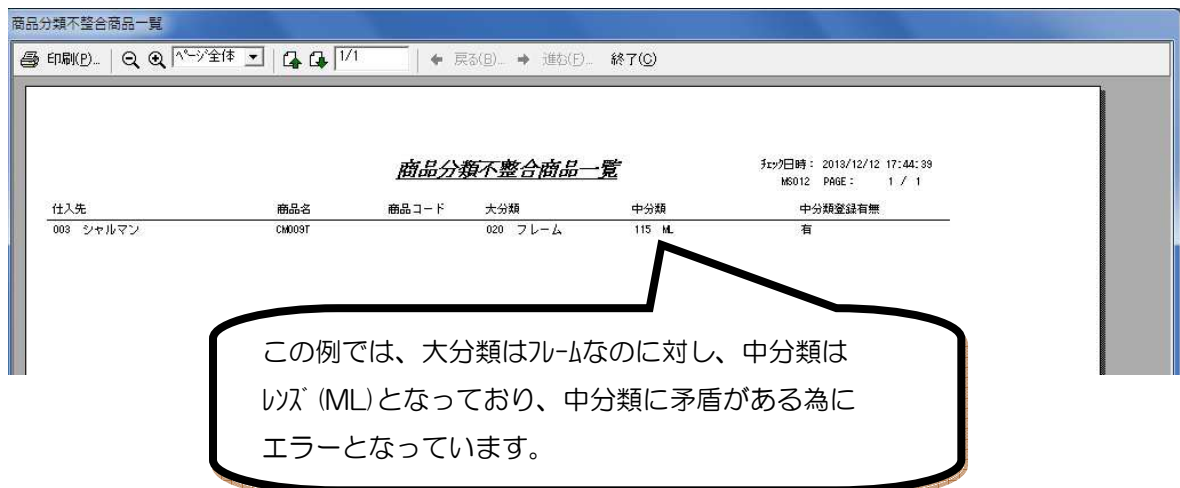 商品分類不整合商品一覧
印刷(P)... ﾍﾟｰｼﾞ全体 1/1 戻る(B)... 進む(F)... 終了(C)
商品分類不整合商品一覧
ﾁｪｯｸ日時： 2013/12/12 17:44:39
MS012 PAGE： 1 / 1
仕入先 商品名 商品コード 大分類 中分類 中分類登録有無
003 シャルマン CM009T 020 フレーム 115 ML 有
この例では、大分類はﾌﾚｰﾑなのに対し、中分類は
ﾚﾝｽﾞ(ML)となっており、中分類に矛盾がある為に
エラーとなっています。